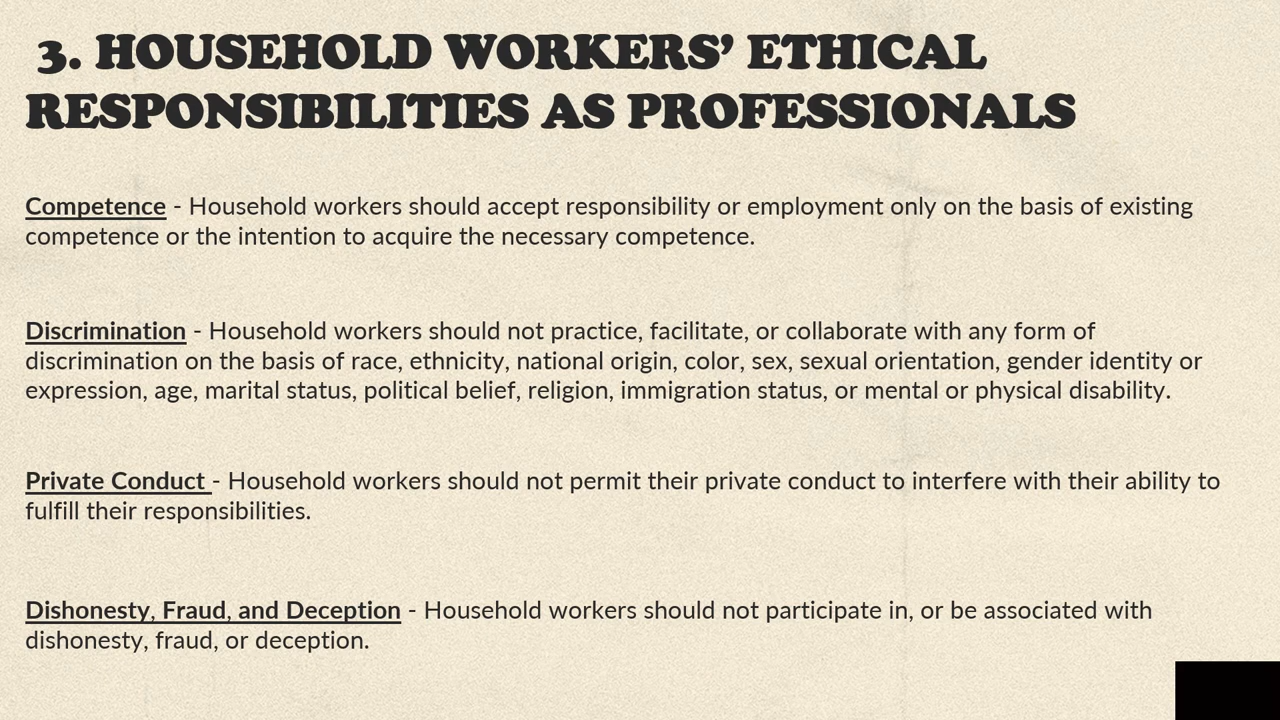 3. HOUSEHOLD WORKERS’ ETHICAL
RESPONSIBILITIES AS PROFESSIONALS
Competence - Household workers should accept responsibility or employment only on the basis of existing
competence or the intention to acquire the necessary competence.
Discrimination - Household workers should not practice, facilitate, or collaborate with any form of
discrimination on the basis of race, ethnicity, national origin, color, sex, sexual orientation, gender identity or
expression, age, marital status, political belief, religion, immigration status, or mental or physical disability.
Private Conduct - Household workers should not permit their private conduct to interfere with their ability to
fulfill their responsibilities.
Dishonesty, Fraud, and Deception - Household workers should not participate in, or be associated with
dishonesty, fraud, or deception.